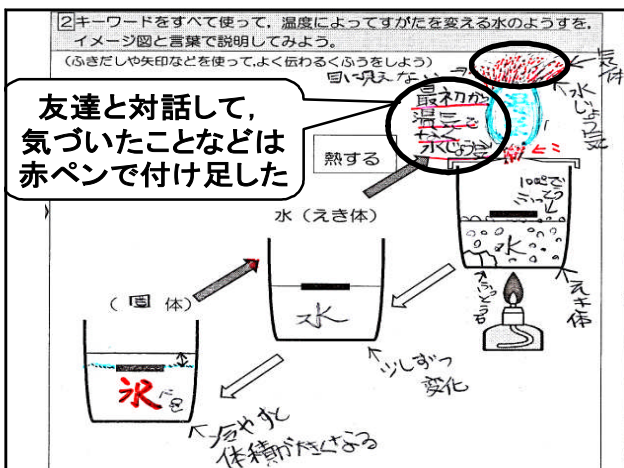 2 キーワードをすべて使って，温度によってすがたを変える水のようすを，
イメージ図と言葉で説明してみよう。
(ふきだしや矢印などを使って，よく伝わるくふうをしよう)
目に見えない
気体
水じょう気
最初から
湯気で
なく
水じょう気
友達と対話して，
気づいたことなどは
赤ペンで付け足した
熱する
水（えき体）
100℃で
水
ふっとう石
えき体
水
少しずつ
変化
（固 体）
氷
冷やすと
体積が大きくなる